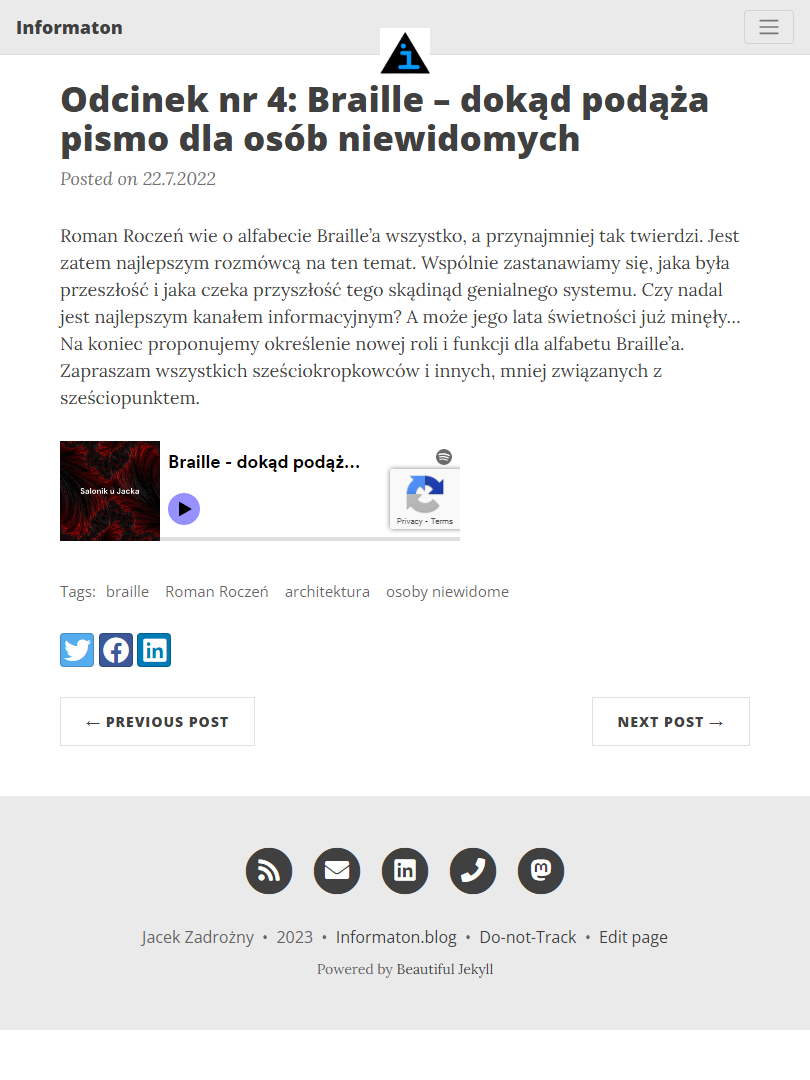 Informaton
Odcinek nr 4: Braille – dokąd podąża
pismo dla osób niewidomych
Posted on 22.7.2022
Roman Roczeń wie o alfabecie Braille’a wszystko, a przynajmniej tak twierdzi. Jest
zatem najlepszym rozmówcą na ten temat. Wspólnie zastanawiamy się, jaka była
przeszłość i jaka czeka przyszłość tego skądinąd genialnego systemu. Czy nadal
jest najlepszym kanałem informacyjnym? A może jego lata świetności już minęły…
Na koniec proponujemy określenie nowej roli i funkcji dla alfabetu Braille’a.
Zapraszam wszystkich sześciokropkowców i innych, mniej związanych z
sześciopunktem.
Salonik u Jacka
Braille - dokąd podąż...
Privacy - Terms
Tags: braille Roman Roczeń architektura osoby niewidome
← PREVIOUS POST
NEXT POST →
Jacek Zadrożny • 2023 • Informaton.blog • Do-not-Track • Edit page
Powered by Beautiful Jekyll